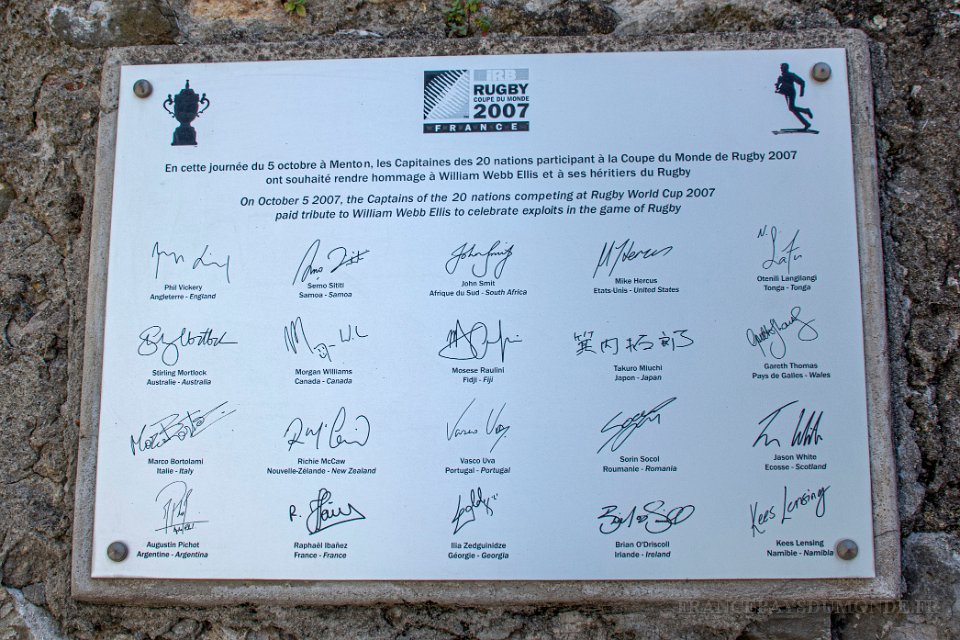 iRB
RUGBY
COUPE DU MONDE
2007
FRANCE
En cette journée du 5 octobre à Menton, les Capitaines des 20 nations participant à la Coupe du Monde de Rugby 2007
ont souhaité rendre hommage à William Webb Ellis et à ses héritiers du Rugby
On October 5 2007, the Captains of the 20 nations competing at Rugby World Cup 2007
paid tribute to William Webb Ellis to celebrate exploits in the game of Rugby
Phil Vickery
Angleterre - England
Semo Sititi
Samoa - Samoa
John Smit
Afrique du Sud - South Africa
Mike Hercus
Etats-Unis - United States
Otenili Langilangi
Tonga - Tonga
Stirling Mortlock
Australie - Australia
Morgan Williams
Canada - Canada
Mosese Raulini
Fidji - Fiji
箕内拓郎
Takuro Miuchi
Japon - Japan
Gareth Thomas
Pays de Galles - Wales
Marco Bortolami
Italie - Italy
Richie McCaw
Nouvelle-Zélande - New Zealand
Vasco Uva
Portugal - Portugal
Sorin Socol
Roumanie - Romania
Jason White
Ecosse - Scotland
Augustin Pichot
Argentine - Argentina
Raphaël Ibañez
France - France
Ilia Zedguinidze
Géorgie - Georgia
Brian O'Driscoll
Irlande - Ireland
Kees Lensing
Kees Lensing
Namibie - Namibia
FRANCEPAYSDUMONDE.FR